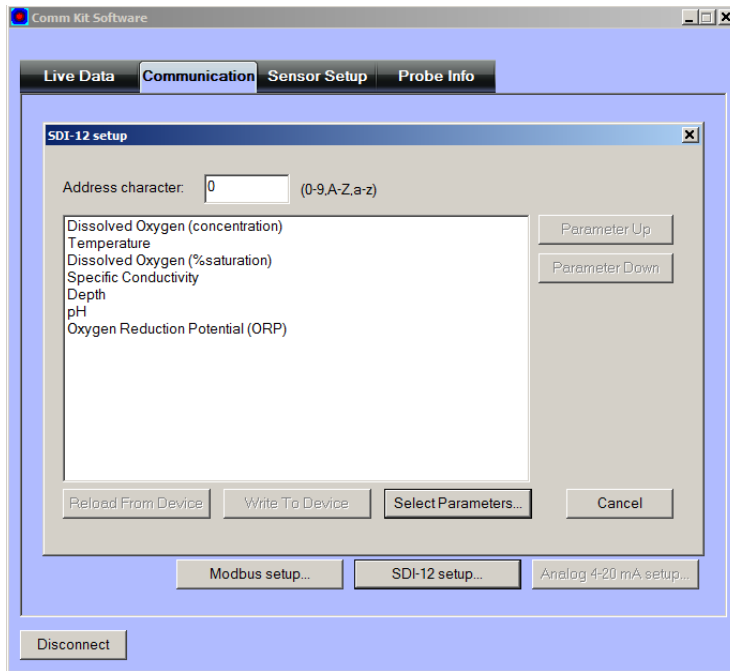 Comm Kit Software
Live Data Communication Sensor Setup Probe Info
SDI-12 setup
Address character: 0 (0-9,A-Z,a-z)
Dissolved Oxygen (concentration)
Parameter Up
Temperature
Dissolved Oxygen (%saturation)
Parameter Down
Specific Conductivity
Depth
pH
Oxygen Reduction Potential (ORP)
Reload From Device Write To Device Select Parameters... Cancel
Modbus setup... SDI-12 setup... Analog 4-20 mA setup...
Disconnect